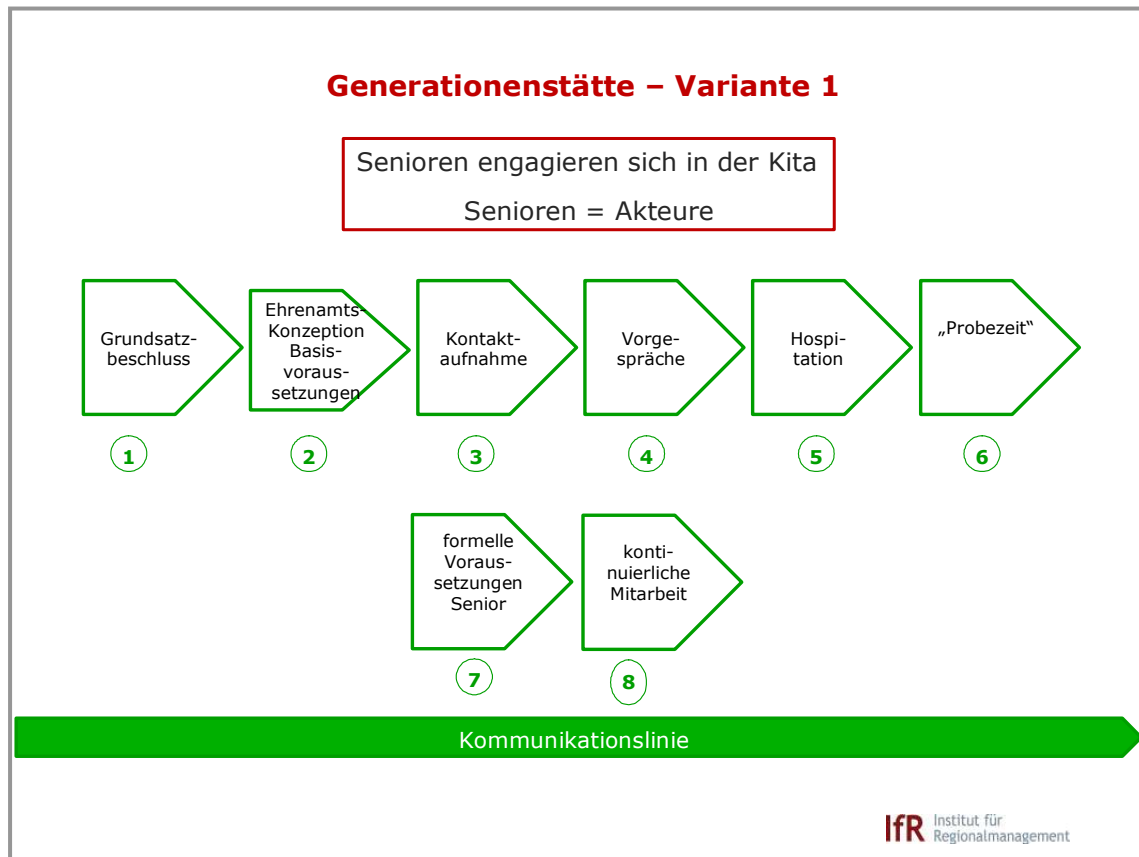 Generationenstätte – Variante 1
Senioren engagieren sich in der Kita
Senioren = Akteure
Grundsatz-
beschluss
Ehrenamts-
Konzeption
Basis-
voraus-
setzungen
Kontakt-
aufnahme
Vorge-
spräche
Hospi-
tation
„Probezeit“
1
2
3
4
5
6
formelle
Voraus-
setzungen
Senior
konti-
nuierliche
Mitarbeit
7
8
Kommunikationslinie
IfR Institut für
Regionalmanagement